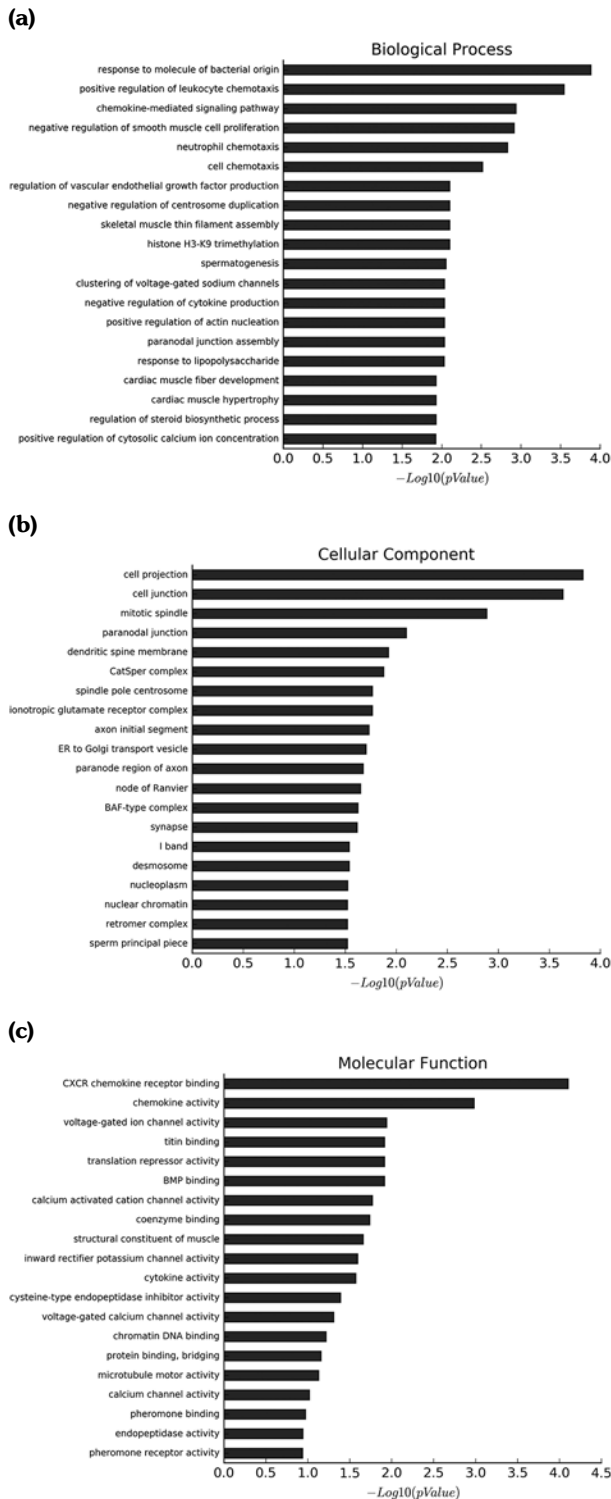 (a)
Biological Process
response to molecule of bacterial origin
positive regulation of leukocyte chemotaxis
chemokine-mediated signaling pathway
negative regulation of smooth muscle cell proliferation
neutrophil chemotaxis
cell chemotaxis
regulation of vascular endothelial growth factor production
negative regulation of centrosome duplication
skeletal muscle thin filament assembly
histone H3-K9 trimethylation
spermatogenesis
clustering of voltage-gated sodium channels
negative regulation of cytokine production
positive regulation of actin nucleation
paranodal junction assembly
response to lipopolysaccharide
cardiac muscle fiber development
cardiac muscle hypertrophy
regulation of steroid biosynthetic process
positive regulation of cytosolic calcium ion concentration
0.0 0.5 1.0 1.5 2.0 2.5 3.0 3.5 4.0
−Log10(pValue)
(b)
Cellular Component
cell projection
cell junction
mitotic spindle
paranodal junction
dendritic spine membrane
CatSper complex
spindle pole centrosome
ionotropic glutamate receptor complex
axon initial segment
ER to Golgi transport vesicle
paranode region of axon
node of Ranvier
BAF-type complex
synapse
I band
desmosome
nucleoplasm
nuclear chromatin
retromer complex
sperm principal piece
0.0 0.5 1.0 1.5 2.0 2.5 3.0 3.5 4.0
−Log10(pValue)
(c)
Molecular Function
CXCR chemokine receptor binding
chemokine activity
voltage-gated ion channel activity
titin binding
translation repressor activity
BMP binding
calcium activated cation channel activity
coenzyme binding
structural constituent of muscle
inward rectifier potassium channel activity
cytokine activity
cysteine-type endopeptidase inhibitor activity
voltage-gated calcium channel activity
chromatin DNA binding
protein binding, bridging
microtubule motor activity
calcium channel activity
pheromone binding
endopeptidase activity
pheromone receptor activity
0.0 0.5 1.0 1.5 2.0 2.5 3.0 3.5 4.0 4.5
−Log10(pValue)